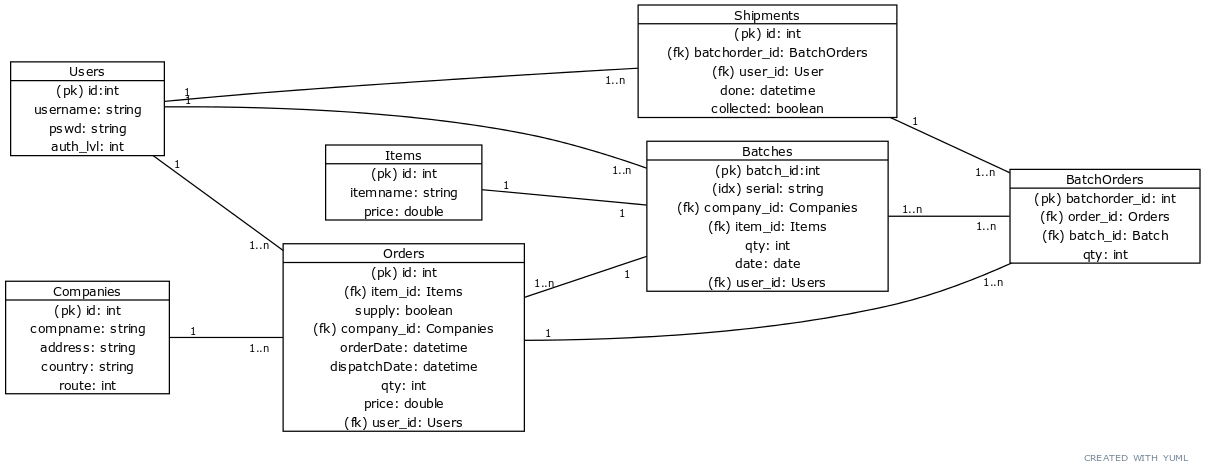 Shipments
(pk) id: int
(fk) batchorder_id: BatchOrders
(fk) user_id: User
done: datetime
collected: boolean
Users
(pk) id:int
username: string
pswd: string
auth_lvl: int
1
1..n
1
1..n
1
1..n
Items
(pk) id: int
itemname: string
price: double
1
1
Batches
(pk) batch_id:int
(idx) serial: string
(fk) company_id: Companies
(fk) item_id: Items
qty: int
date: date
(fk) user_id: Users
1
1..n
BatchOrders
(pk) batchorder_id: int
(fk) order_id: Orders
(fk) batch_id: Batch
qty: int
1..n
1..n
Orders
(pk) id: int
(fk) item_id: Items
supply: boolean
(fk) company_id: Companies
orderDate: datetime
dispatchDate: datetime
qty: int
price: double
(fk) user_id: Users
1..n
1
1
1..n
Companies
(pk) id: int
compname: string
address: string
country: string
route: int
1
1..n
CREATED WITH YUML